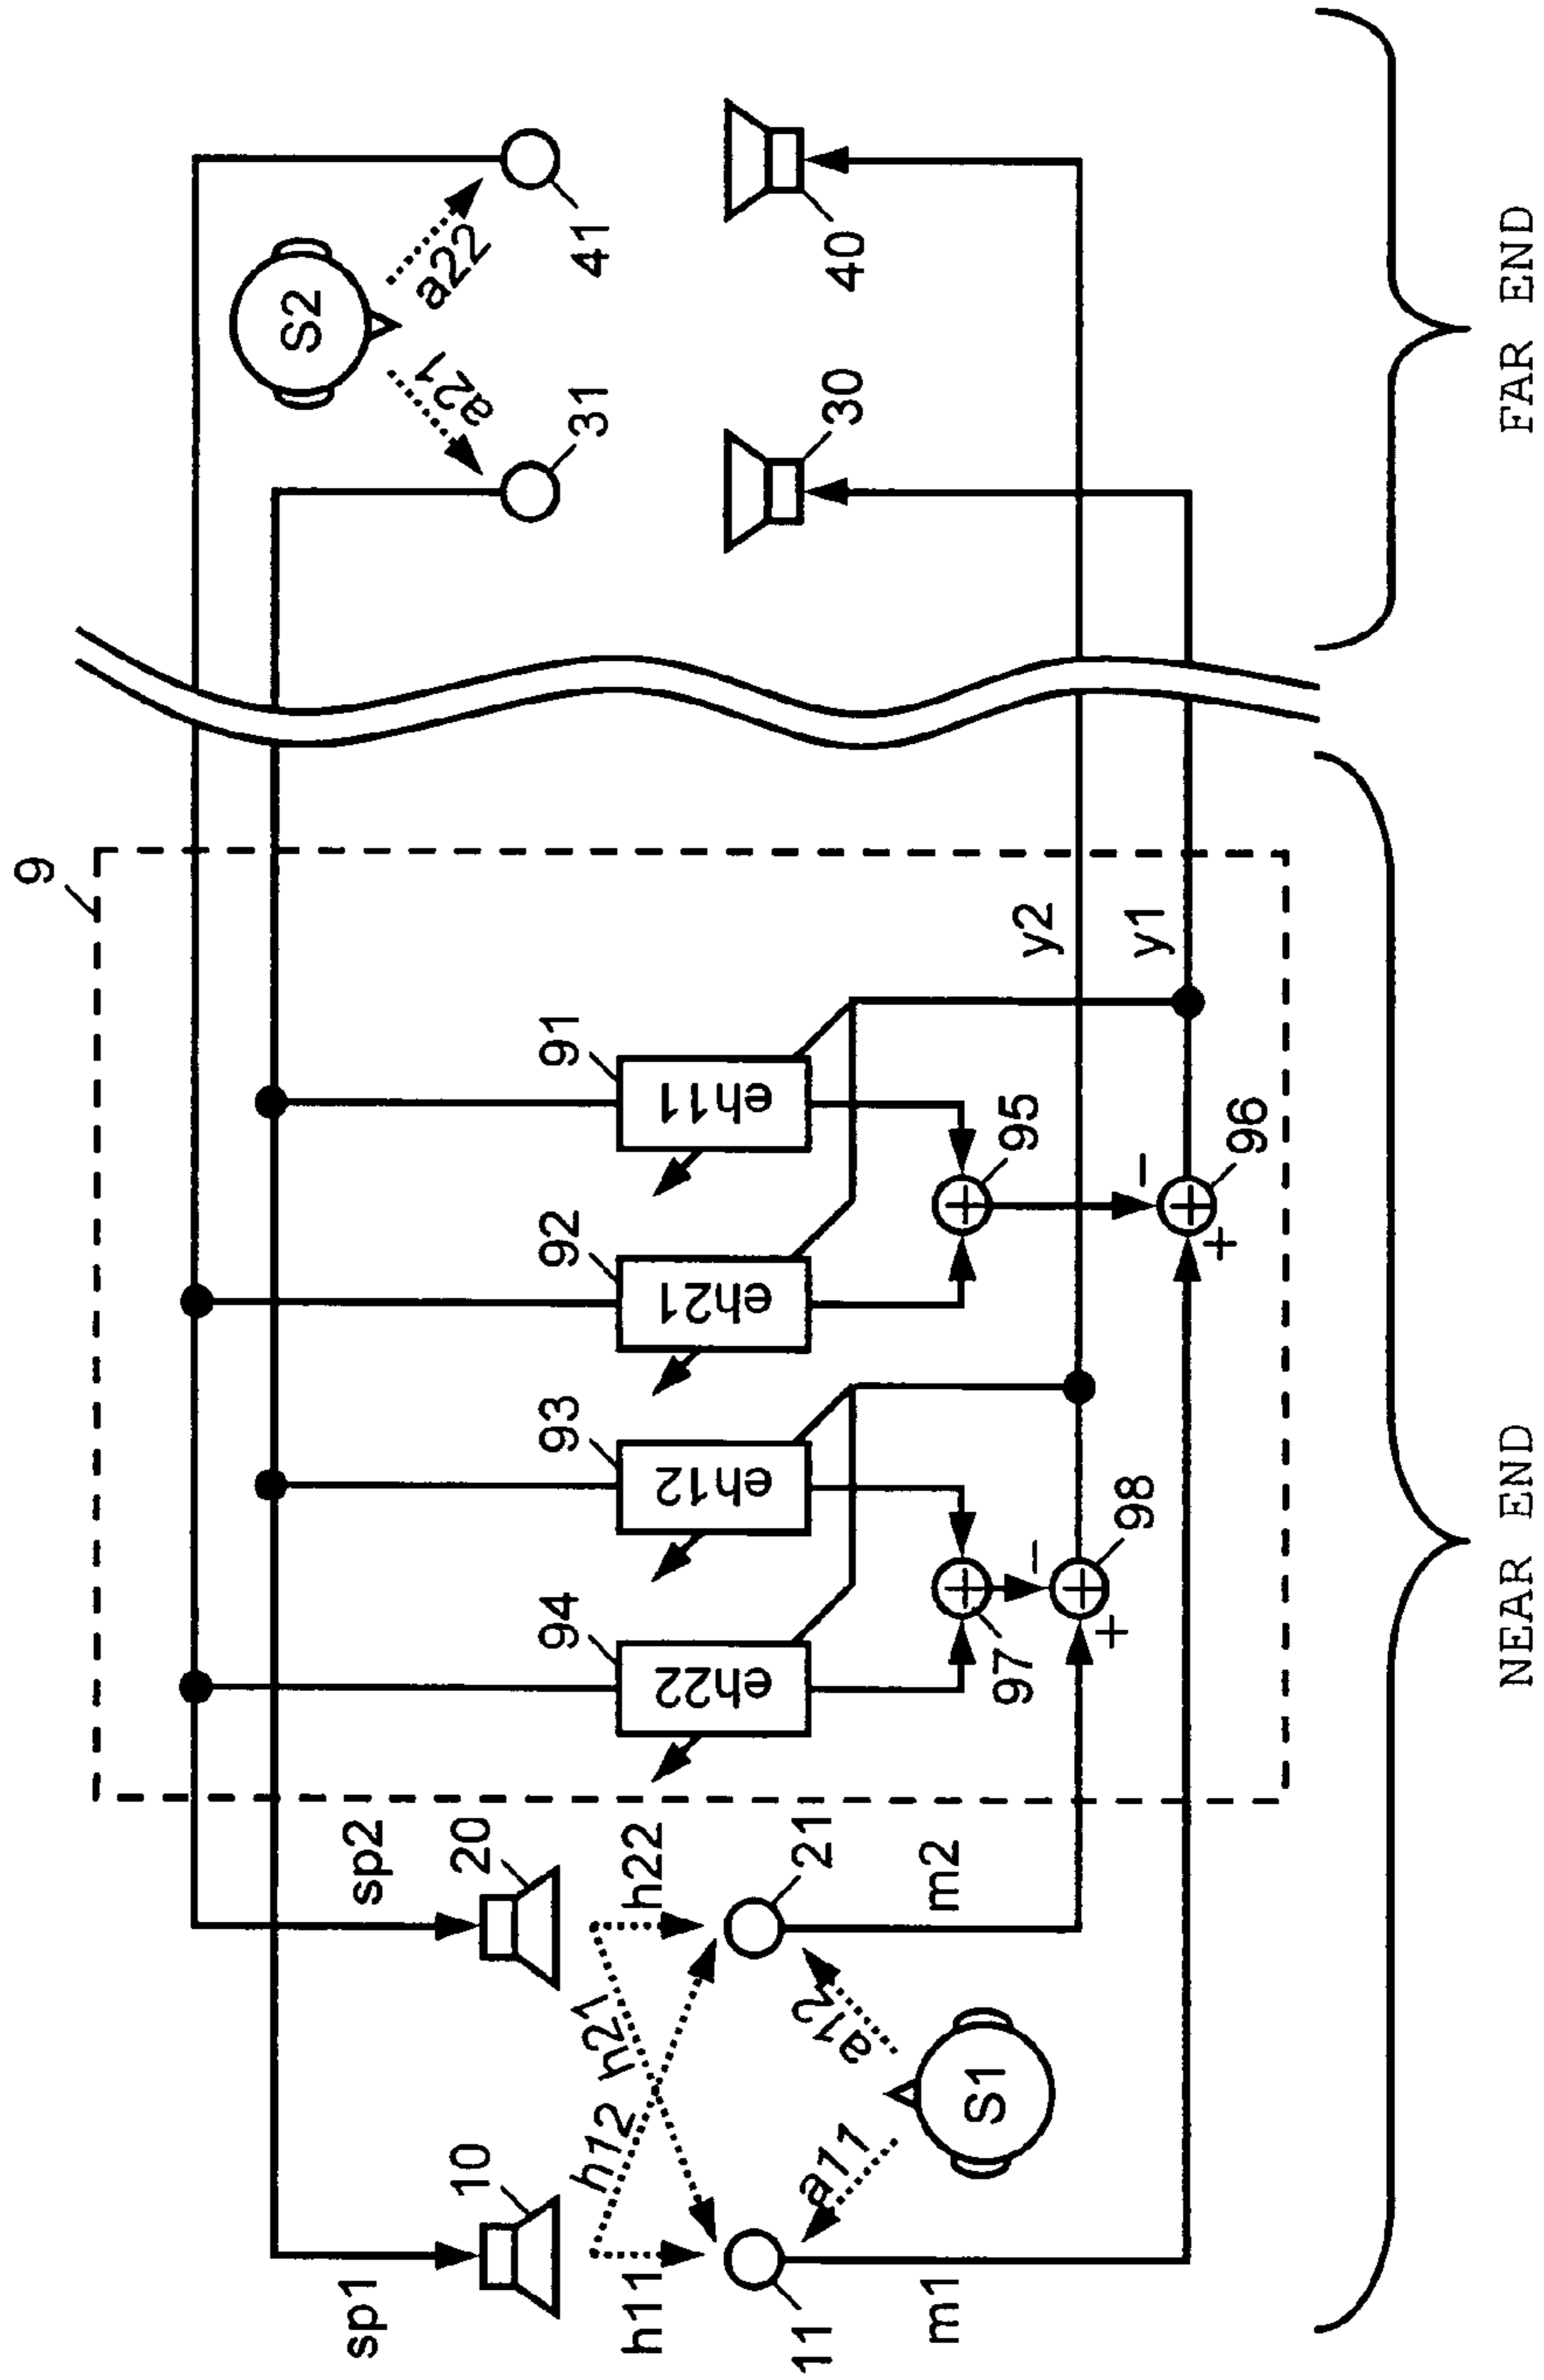 9
sp1
sp2
10
20
h11
h12
h21
h22
11
21
m1
m2
a11
a12
S1
94
93
92
91
eh22
eh12
eh21
eh11
97
95
98
96
−
+
−
+
y2
y1
S2
a21
a22
31
41
30
40
NEAR END
FAR END